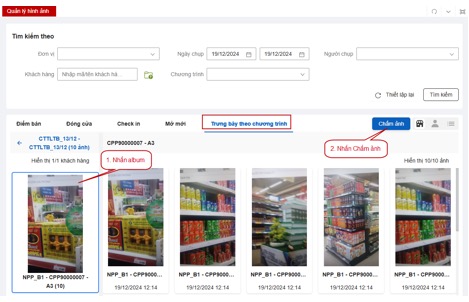 Quản lý hình ảnh
Tìm kiếm theo
Đơn vị
Ngày chụp
19/12/2024
19/12/2024
Người chụp
Khách hàng
Nhập mã/tên khách hà...
Chương trình
Thiết lập lại
Tìm kiếm
Điểm bán
Đóng cửa
Check in
Mở mới
Trưng bày theo chương trình
Chấm ảnh
CTTLTB_13/12 -
CTTLTB_13/12 (10 ảnh)
CPP90000007 - A3
2. Nhấn Chấm ảnh
Hiển thị 1/1 khách hàng
1. Nhấn album
Hiển thị 10/10 ảnh
NPP_B1 - CPP90000007 -
A3 (10)
NPP_B1 - CPP9000...
NPP_B1 - CPP9000...
NPP_B1 - CPP9000...
NPP_B1 - CPP9000...
NPP_B1 - CPP9000...
19/12/2024 12:14
19/12/2024 12:14
19/12/2024 12:14
19/12/2024 12:14
19/12/2024 12:14